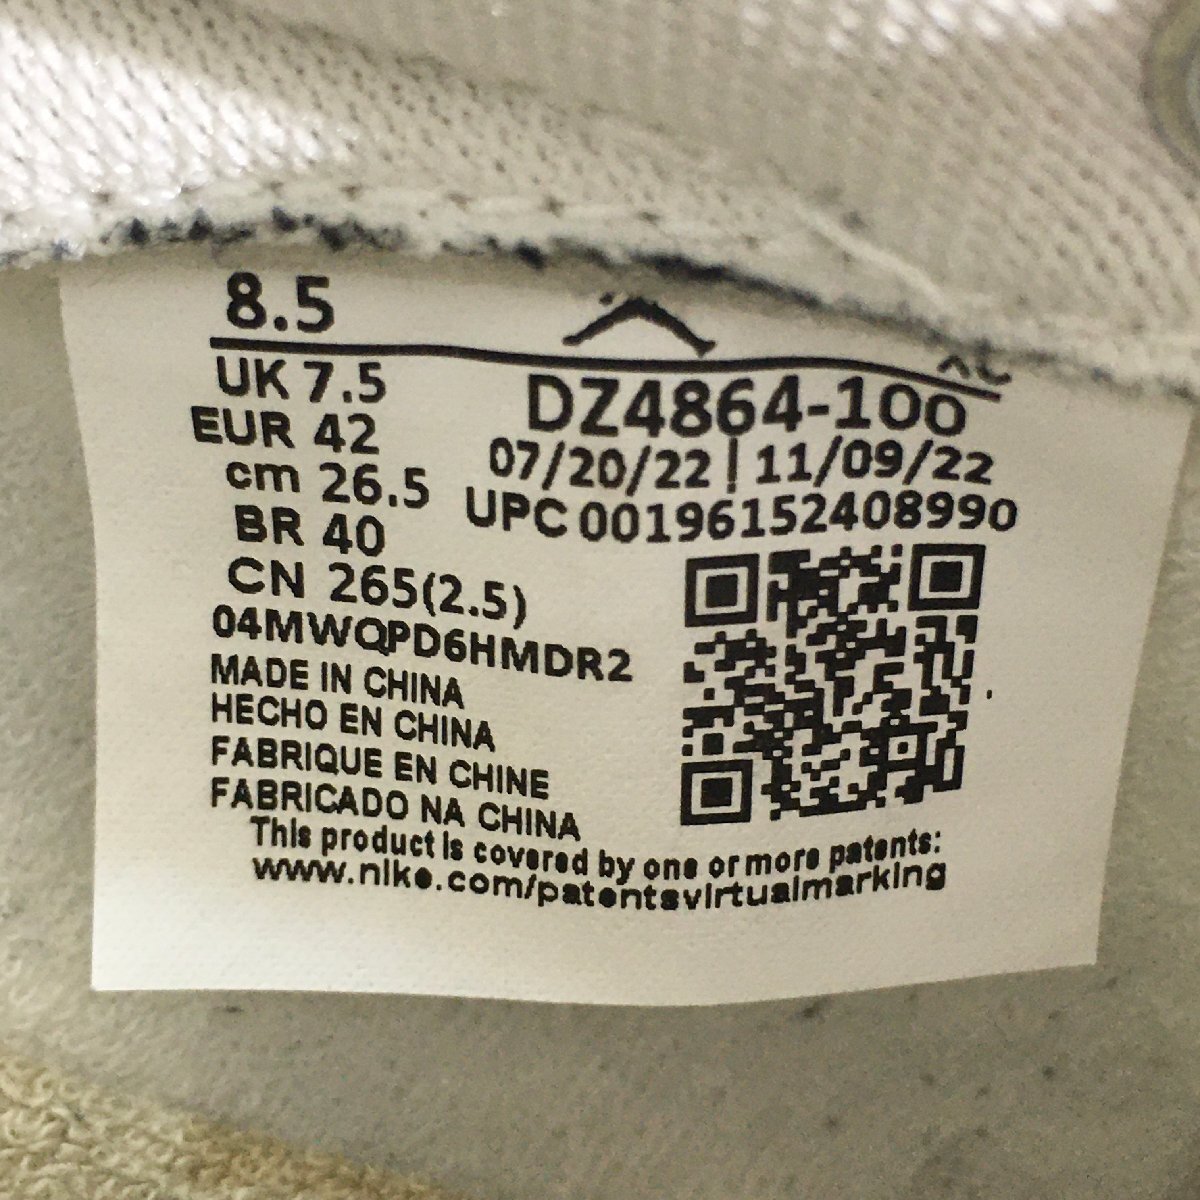 8.5
UK 7.5
EUR 42
cm 26.5
BR 40
CN 265(2.5)
DZ4864-100
07/20/22 | 11/09/22
UPC 00196152408990
04MWQPD6HMDR2
MADE IN CHINA
HECHO EN CHINA
FABRIQUE EN CHINE
FABRICADO NA CHINA
This product is covered by one or more patents:
www.nike.com/patentsvirtualmarking